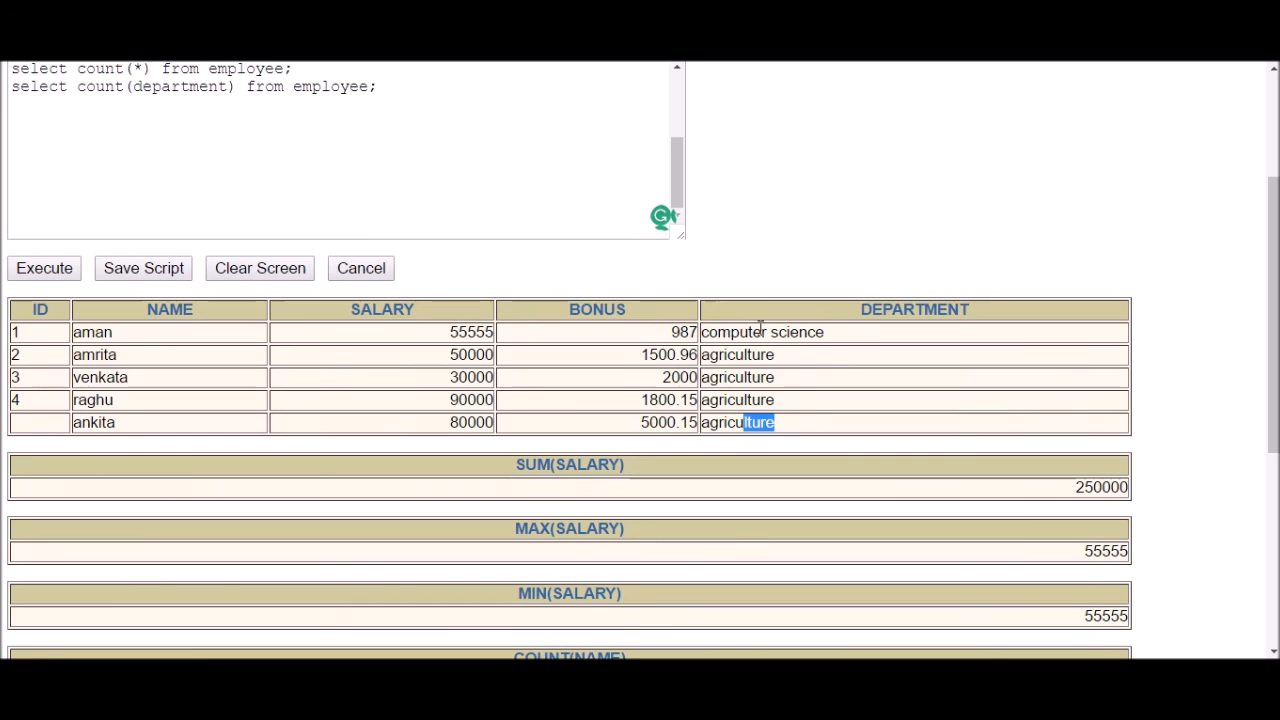 select count(*) from employee;
select count(department) from employee;
G
Execute Save Script Clear Screen Cancel
ID NAME SALARY BONUS DEPARTMENT
1 aman 55555 987 computer science
2 amrita 50000 1500.96 agriculture
3 venkata 30000 2000 agriculture
4 raghu 90000 1800.15 agriculture
ankita 80000 5000.15 agriculture
SUM(SALARY)
250000
MAX(SALARY)
55555
MIN(SALARY)
55555
COUNT(NAME)